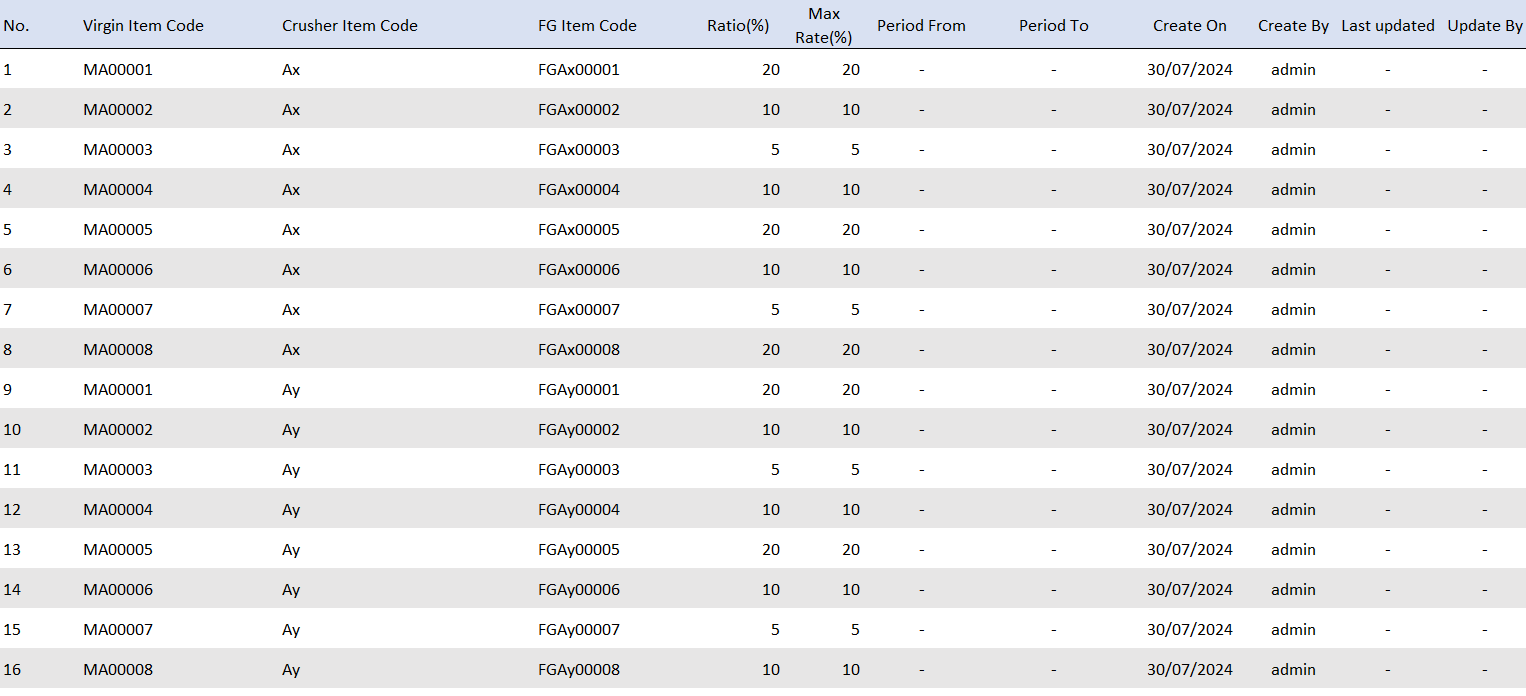 No. Virgin Item Code Crusher Item Code FG Item Code Ratio(%) Max Rate(%) Period From Period To Create On Create By Last updated Update By
1 MA00001 Ax FGAx00001 20 20 - - 30/07/2024 admin - -
2 MA00002 Ax FGAx00002 10 10 - - 30/07/2024 admin - -
3 MA00003 Ax FGAx00003 5 5 - - 30/07/2024 admin - -
4 MA00004 Ax FGAx00004 10 10 - - 30/07/2024 admin - -
5 MA00005 Ax FGAx00005 20 20 - - 30/07/2024 admin - -
6 MA00006 Ax FGAx00006 10 10 - - 30/07/2024 admin - -
7 MA00007 Ax FGAx00007 5 5 - - 30/07/2024 admin - -
8 MA00008 Ax FGAx00008 20 20 - - 30/07/2024 admin - -
9 MA00001 Ay FGAy00001 20 20 - - 30/07/2024 admin - -
10 MA00002 Ay FGAy00002 10 10 - - 30/07/2024 admin - -
11 MA00003 Ay FGAy00003 5 5 - - 30/07/2024 admin - -
12 MA00004 Ay FGAy00004 10 10 - - 30/07/2024 admin - -
13 MA00005 Ay FGAy00005 20 20 - - 30/07/2024 admin - -
14 MA00006 Ay FGAy00006 10 10 - - 30/07/2024 admin - -
15 MA00007 Ay FGAy00007 5 5 - - 30/07/2024 admin - -
16 MA00008 Ay FGAy00008 10 10 - - 30/07/2024 admin - -